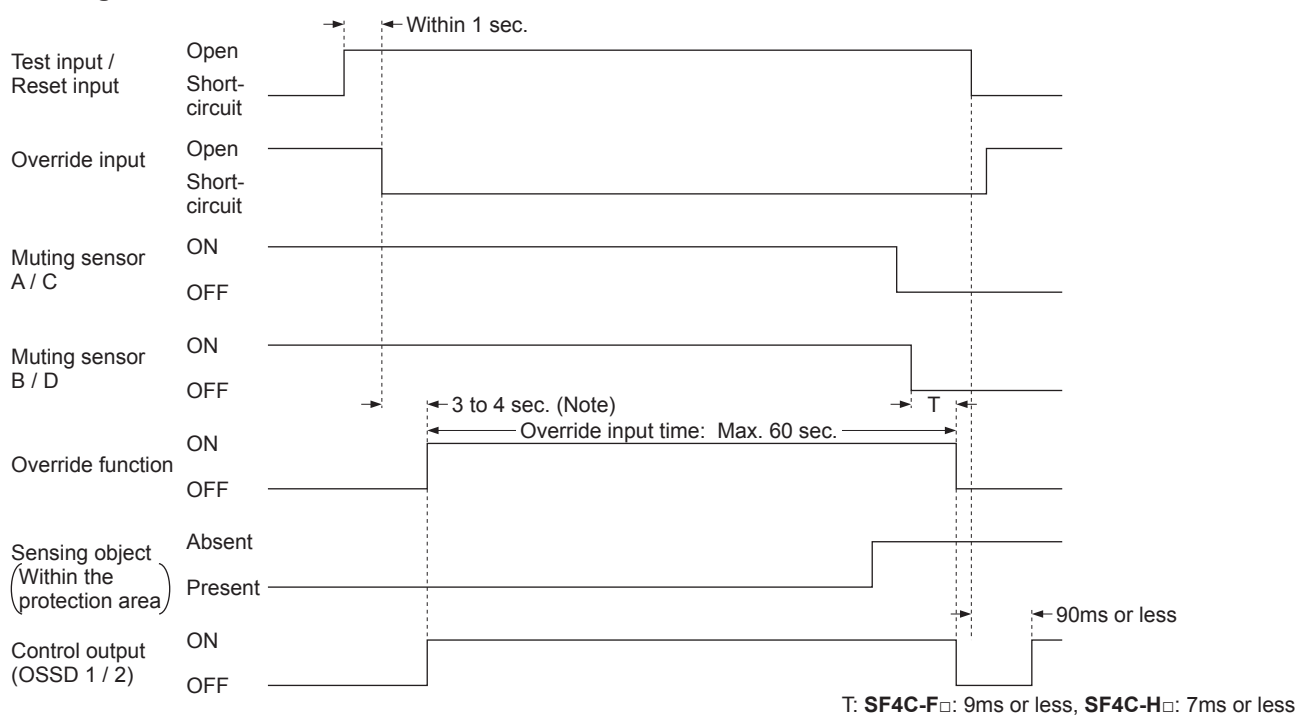 Within 1 sec.
Test input /
Reset input
Open
Short-
circuit
Override input
Open
Short-
circuit
Muting sensor
A / C
ON
OFF
Muting sensor
B / D
ON
OFF
3 to 4 sec. (Note)
T
Override input time: Max. 60 sec.
Override function
ON
OFF
Sensing object
(Within the
protection area)
Absent
Present
90ms or less
Control output
(OSSD 1 / 2)
ON
OFF
T: SF4C-F□: 9ms or less, SF4C-H□: 7ms or less